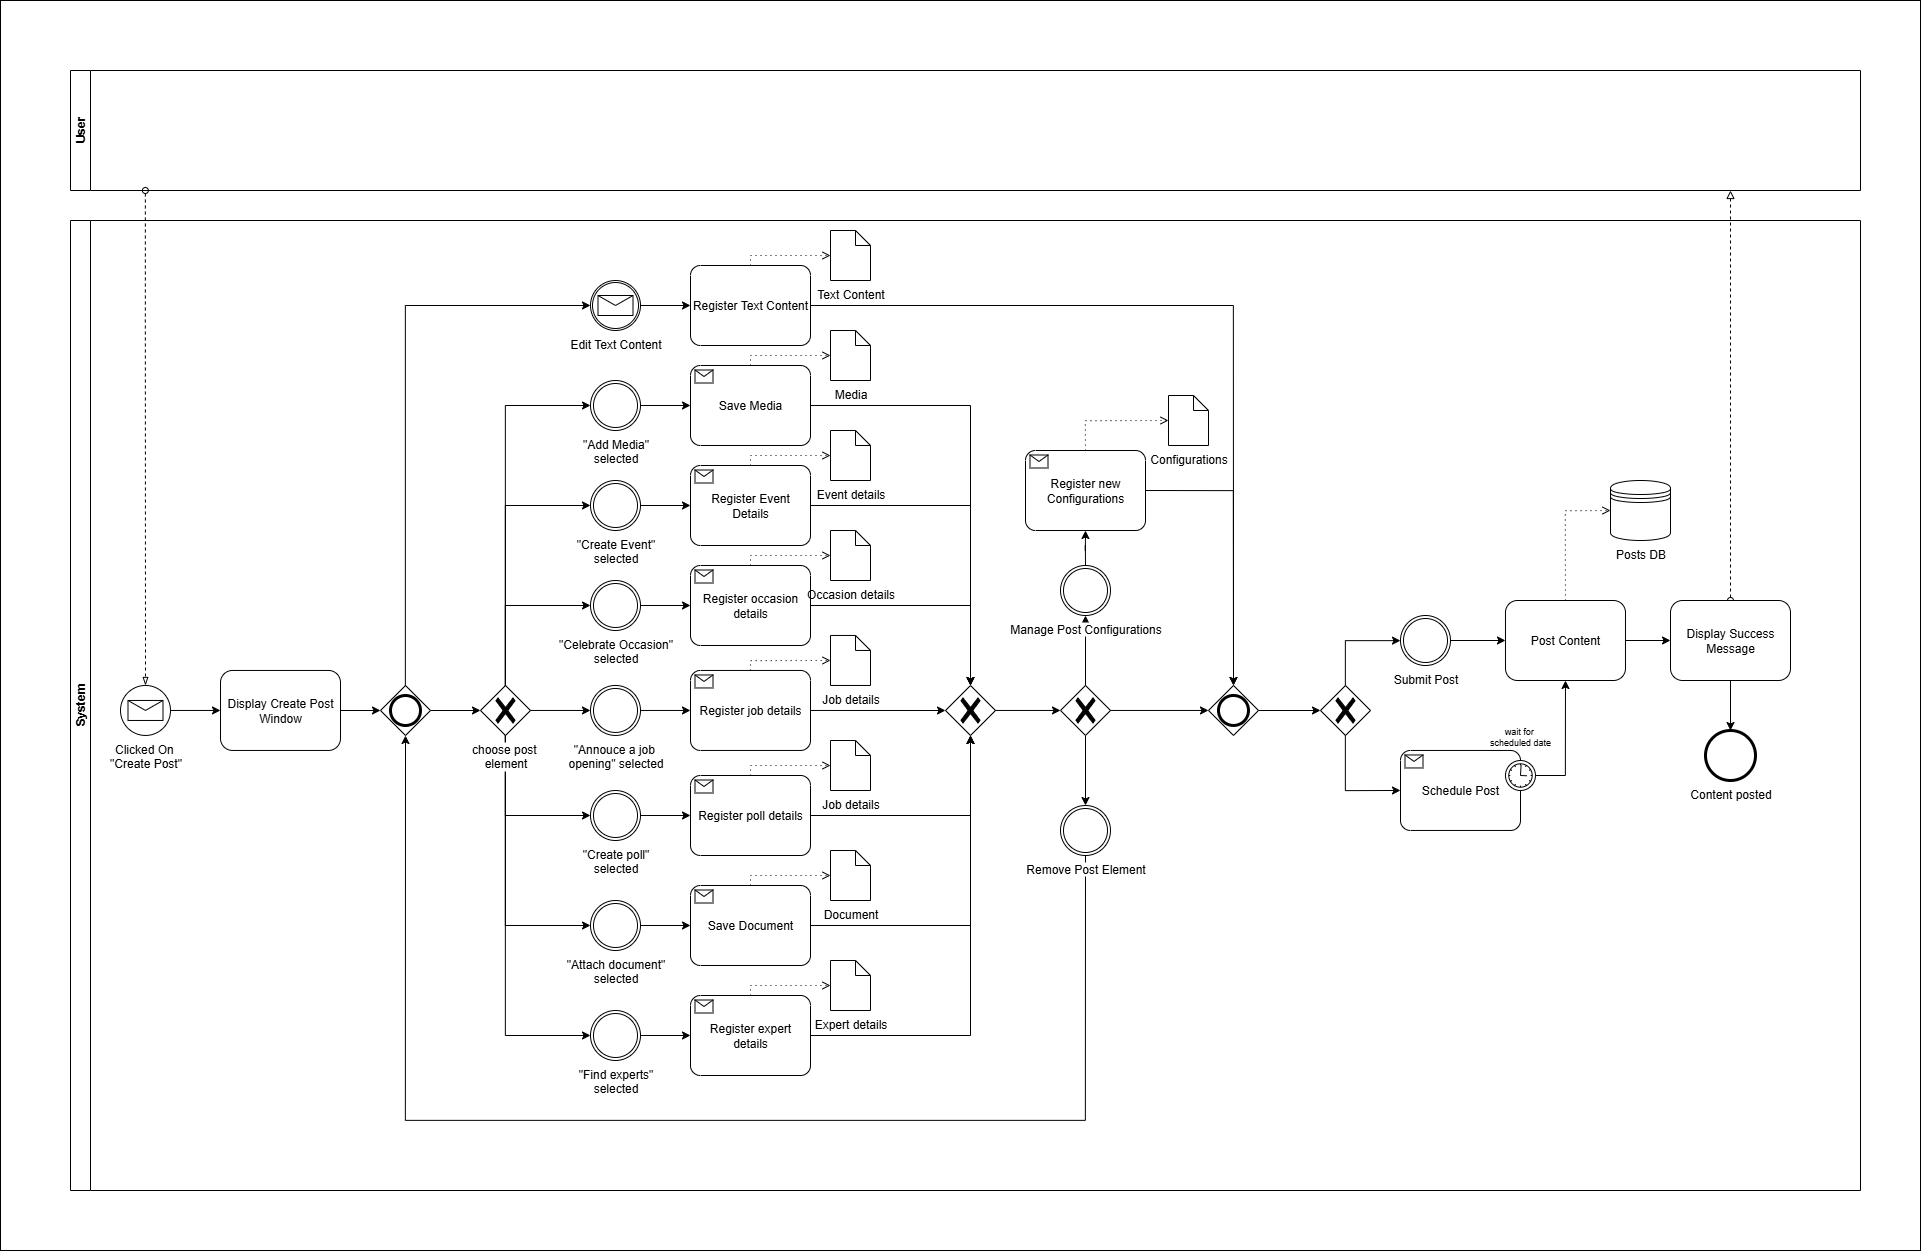 User
System
Clicked On
"Create Post"
Display Create Post
Window
choose post
element
Edit Text Content
Register Text Content
Text Content
"Add Media"
selected
Save Media
Media
"Create Event"
selected
Register Event
Details
Event details
"Celebrate Occasion"
selected
Register occasion
details
Occasion details
"Annouce a job
opening" selected
Register job details
Job details
"Create poll"
selected
Register poll details
Job details
"Attach document"
selected
Save Document
Document
"Find experts"
selected
Register expert
details
Expert details
Register new
Configurations
Configurations
Manage Post Configurations
Remove Post Element
Submit Post
wait for
scheduled date
Schedule Post
Post Content
Posts DB
Display Success
Message
Content posted